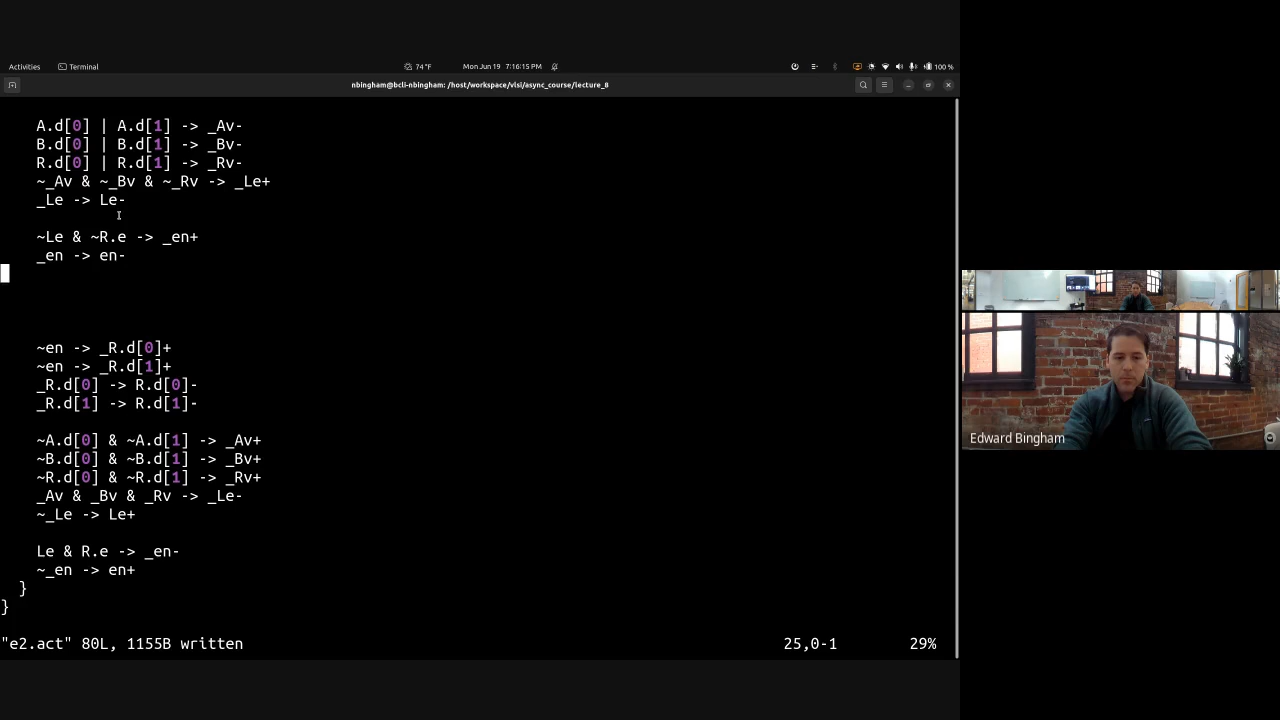 Activities
Terminal
74 °F
Mon Jun 19 7:16:15 PM
100 %
nbingham@bcli-nbingham: /host/workspace/vlsi/async_course/lecture_8
A.d[0] | A.d[1] -> _Av-
B.d[0] | B.d[1] -> _Bv-
R.d[0] | R.d[1] -> _Rv-
~_Av & ~_Bv & ~_Rv -> _Le+
_Le -> Le-
~Le & ~R.e -> _en+
_en -> en-
~en -> _R.d[0]+
~en -> _R.d[1]+
_R.d[0] -> R.d[0]-
_R.d[1] -> R.d[1]-
~A.d[0] & ~A.d[1] -> _Av+
~B.d[0] & ~B.d[1] -> _Bv+
~R.d[0] & ~R.d[1] -> _Rv+
_Av & _Bv & _Rv -> _Le-
~_Le -> Le+
Le & R.e -> _en-
~_en -> en+
}
}
"e2.act" 80L, 1155B written
25,0-1
29%
Edward Bingham